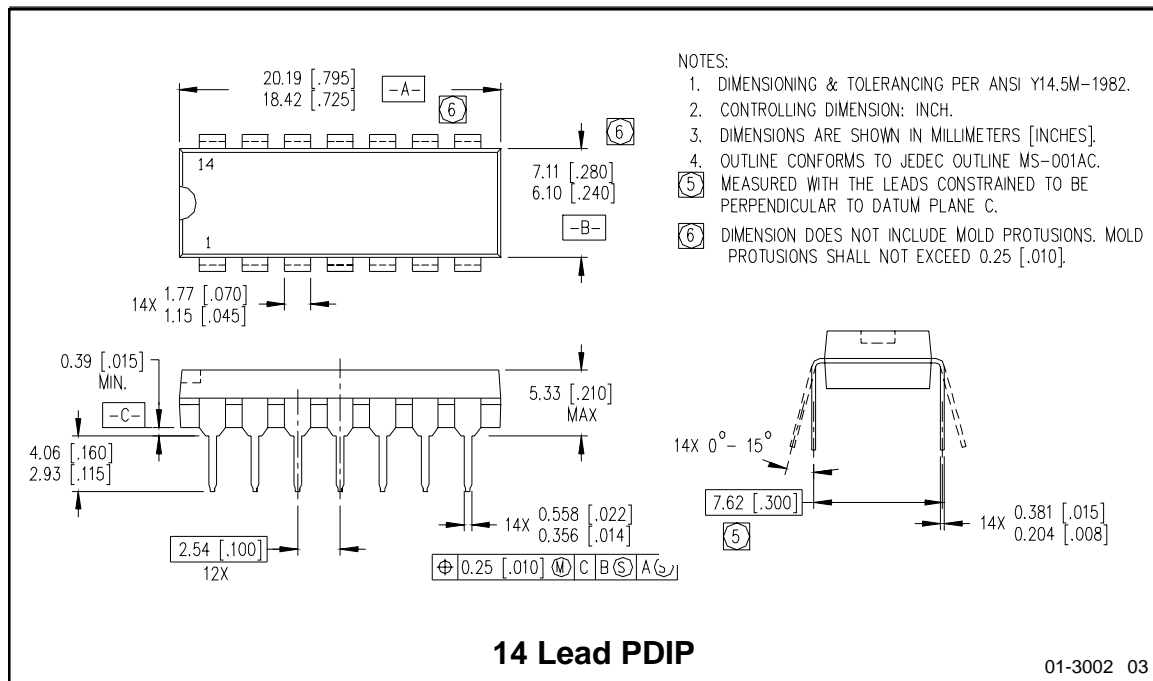 20.19 [.795]
18.42 [.725]
-A-
6
6
14
1
7.11 [.280]
6.10 [.240]
-B-
14X 1.77 [.070]
1.15 [.045]
NOTES:
1. DIMENSIONING & TOLERANCING PER ANSI Y14.5M-1982.
2. CONTROLLING DIMENSION: INCH.
3. DIMENSIONS ARE SHOWN IN MILLIMETERS [INCHES].
4. OUTLINE CONFORMS TO JEDEC OUTLINE MS-001AC.
5 MEASURED WITH THE LEADS CONSTRAINED TO BE
PERPENDICULAR TO DATUM PLANE C.
6 DIMENSION DOES NOT INCLUDE MOLD PROTUSIONS. MOLD
PROTUSIONS SHALL NOT EXCEED 0.25 [.010].
0.39 [.015]
MIN.
-C-
4.06 [.160]
2.93 [.115]
5.33 [.210]
MAX
2.54 [.100]
12X
14X 0.558 [.022]
0.356 [.014]
⌖ 0.25 [.010] Ⓜ C B Ⓢ A Ⓢ
14X 0° - 15°
7.62 [.300]
5
14X 0.381 [.015]
0.204 [.008]
14 Lead PDIP
01-3002 03